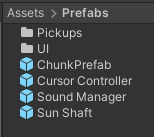 Assets > Prefabs
Pickups
UI
ChunkPrefab
Cursor Controller
Sound Manager
Sun Shaft